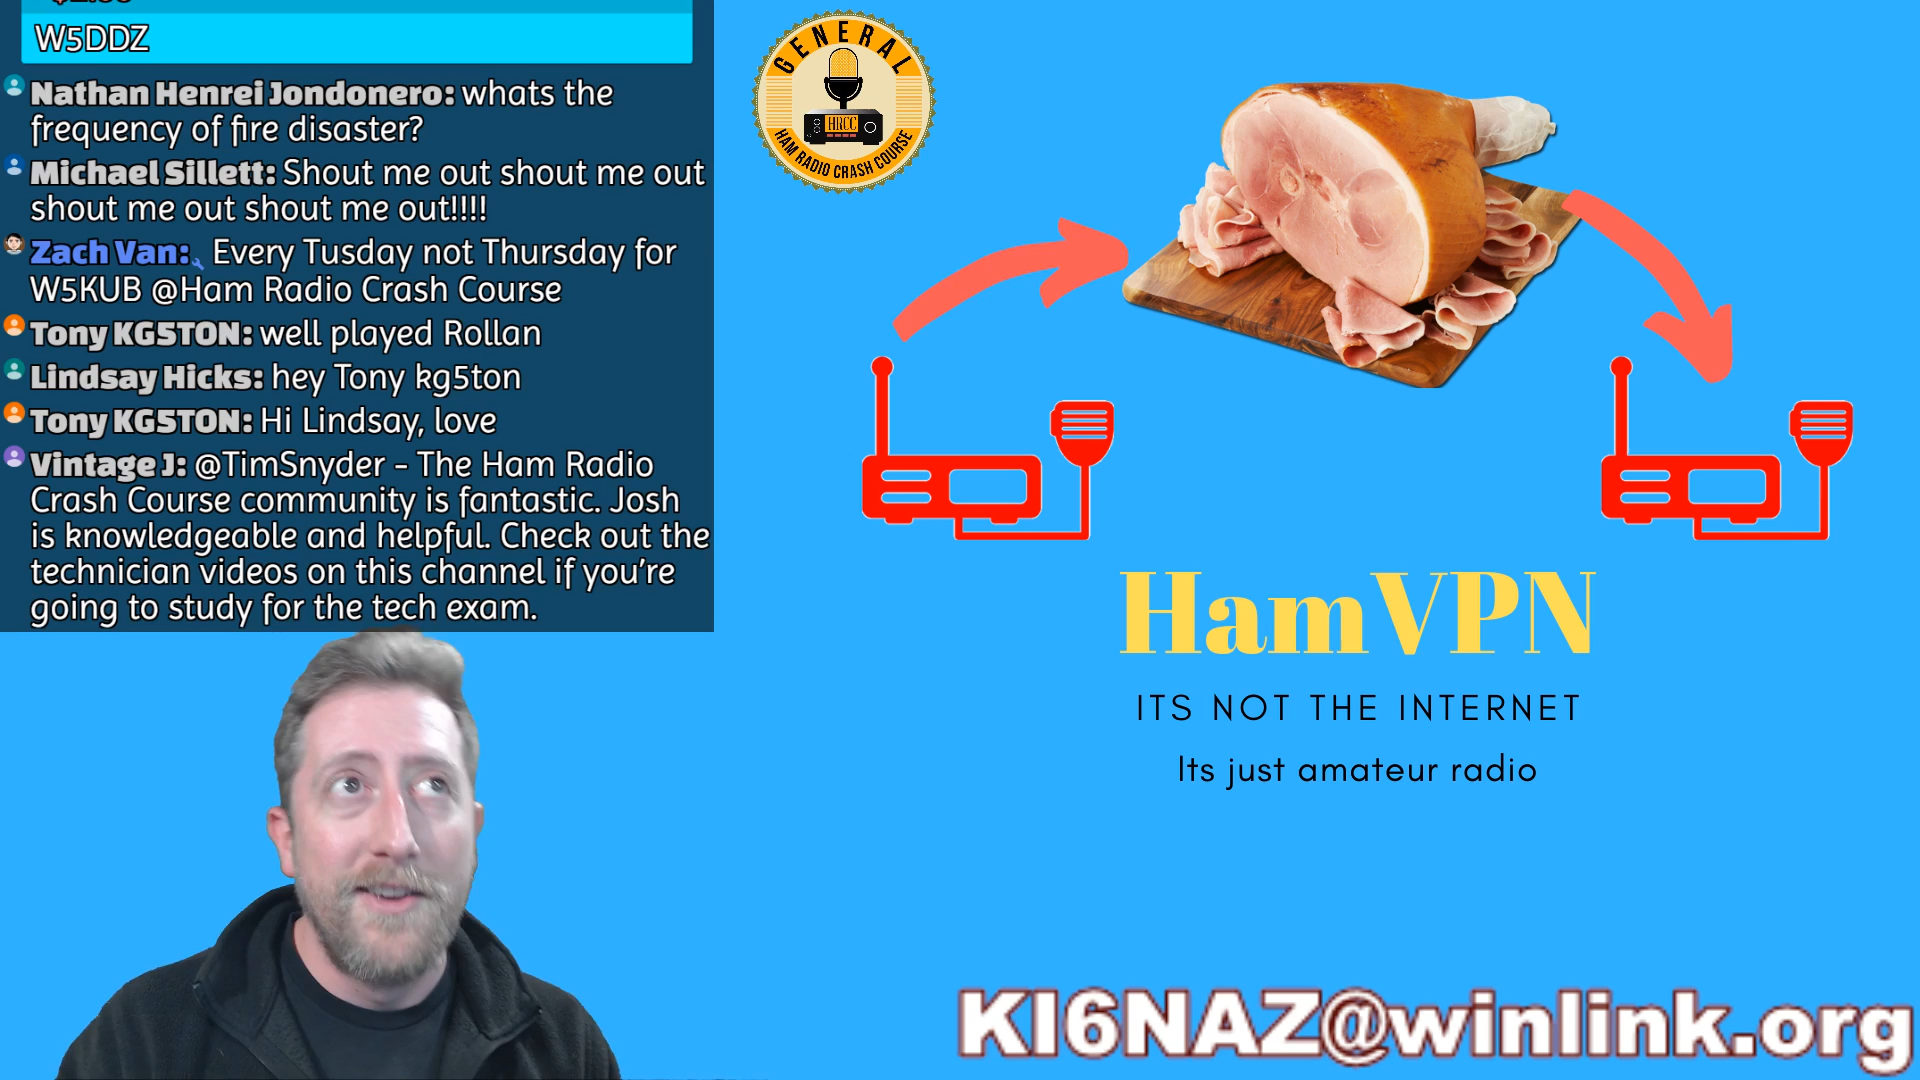 W5DDZ
Nathan Henrei Jondonero: whats the
frequency of fire disaster?
Michael Sillett: Shout me out shout me out
shout me out shout me out!!!!
Zach Van: Every Tusday not Thursday for
W5KUB @Ham Radio Crash Course
Tony KG5TON: well played Rollan
Lindsay Hicks: hey Tony kg5ton
Tony KG5TON: Hi Lindsay, love
Vintage J: @TimSnyder - The Ham Radio
Crash Course community is fantastic. Josh
is knowledgeable and helpful. Check out the
technician videos on this channel if you're
going to study for the tech exam.
GENERAL
HRCC
HAM RADIO CRASH COURSE
HamVPN
ITS NOT THE INTERNET
Its just amateur radio
KI6NAZ@winlink.org